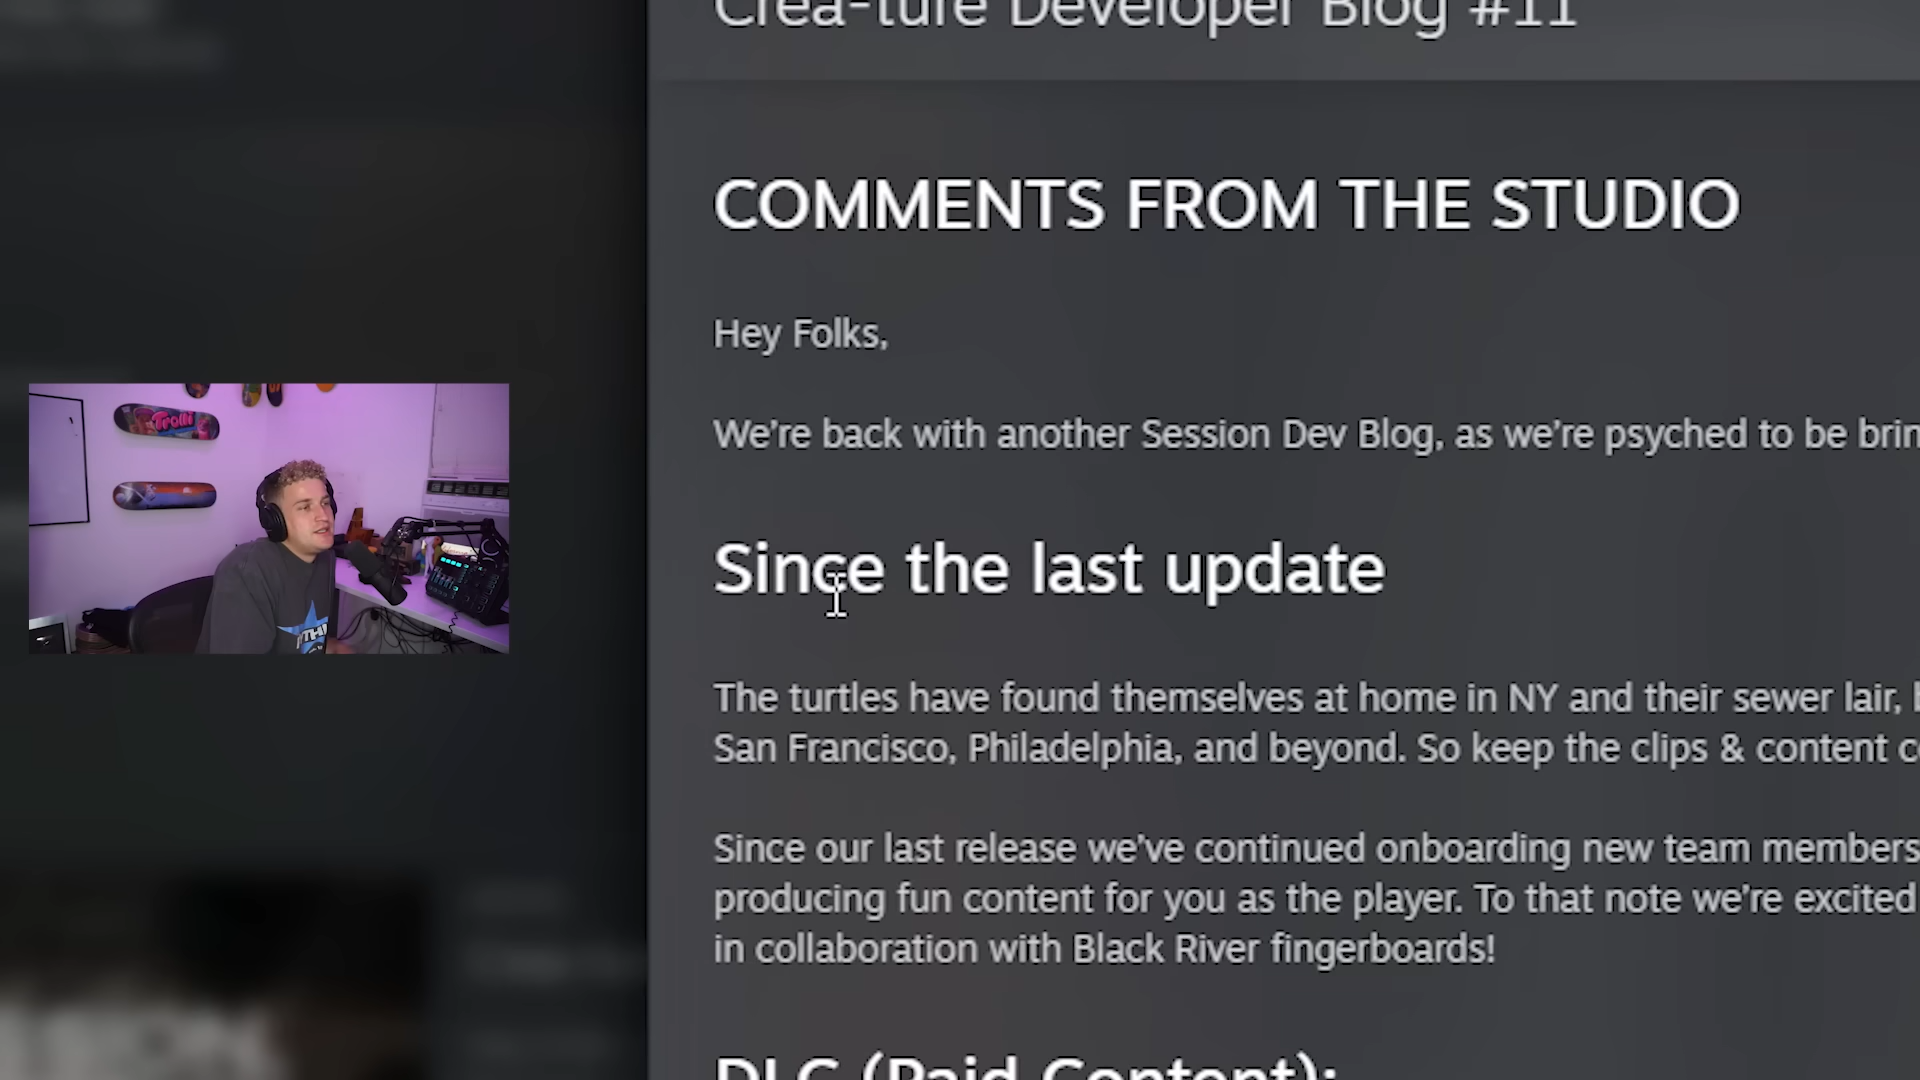 Crea-ture Developer Blog #11
COMMENTS FROM THE STUDIO
Hey Folks,
We're back with another Session Dev Blog, as we're psyched to be brin
Since the last update
The turtles have found themselves at home in NY and their sewer lair,
San Francisco, Philadelphia, and beyond. So keep the clips & content
Since our last release we've continued onboarding new team members
producing fun content for you as the player. To that note we're excited
in collaboration with Black River fingerboards!
DLC (Paid Content):
Trolli